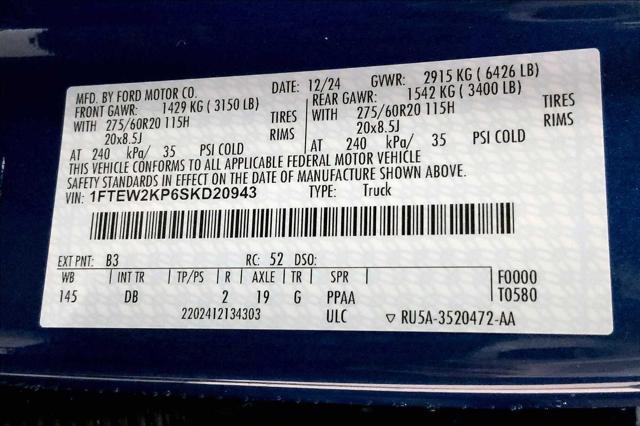 MFD. BY FORD MOTOR CO. DATE: 12/24 GVWR: 2915 KG ( 6426 LB)
FRONT GAWR: 1429 KG ( 3150 LB) REAR GAWR: 1542 KG ( 3400 LB)
WITH 275/60R20 115H TIRES WITH 275/60R20 115H TIRES
20x8.5J RIMS 20x8.5J RIMS
AT 240 kPa/ 35 PSI COLD AT 240 kPa/ 35 PSI COLD
THIS VEHICLE CONFORMS TO ALL APPLICABLE FEDERAL MOTOR VEHICLE
SAFETY STANDARDS IN EFFECT ON THE DATE OF MANUFACTURE SHOWN ABOVE.
VIN: 1FTEW2KP6SKD20943 TYPE: Truck
EXT PNT: B3 RC: 52 DSO:
WB INT TR TP/PS R AXLE TR SPR F0000
145 DB 2 19 G PPAA T0580
2202412134303 ULC ▽ RU5A-3520472-AA